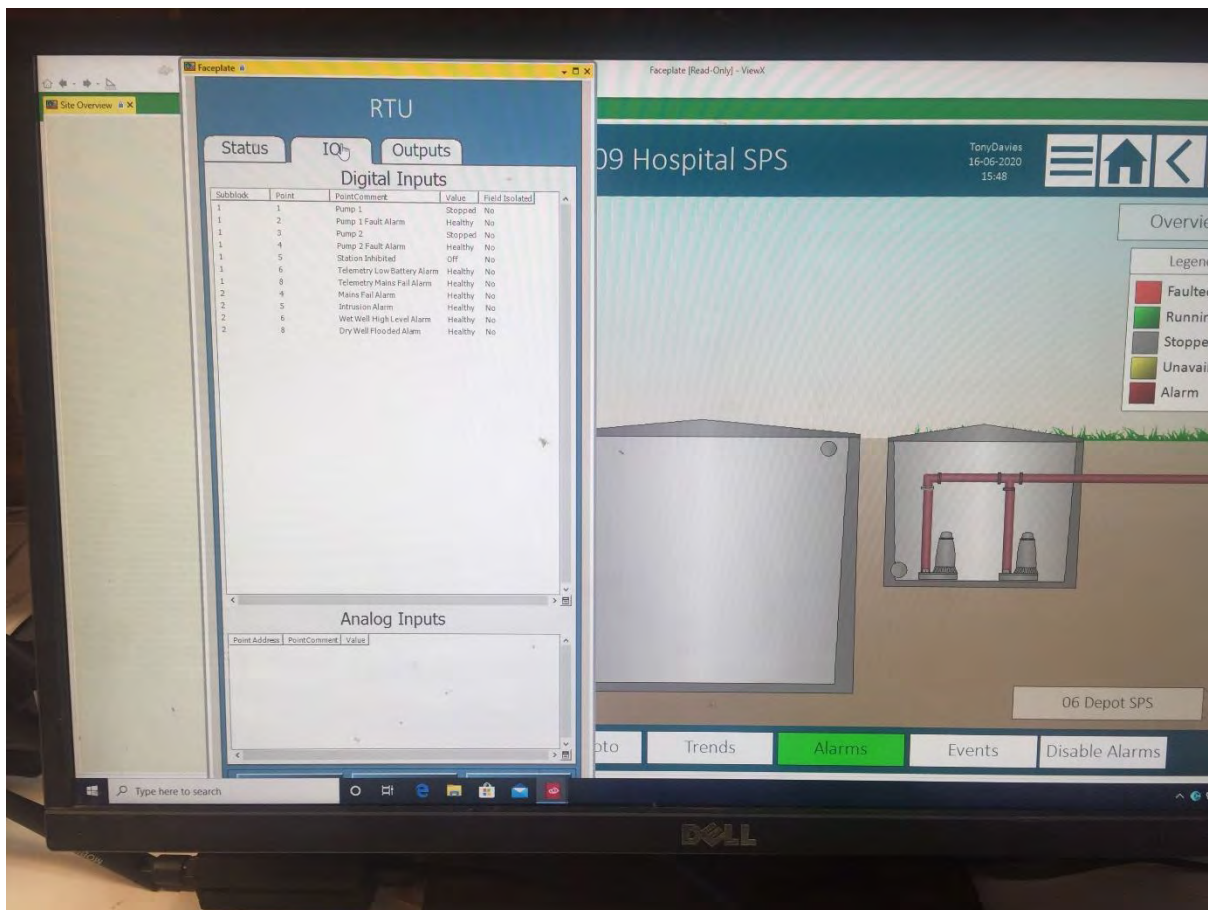 Faceplate
Faceplate [Read-Only] - ViewX
Site Overview
RTU
Status
IO
Outputs
09 Hospital SPS
TonyDavies
16-06-2020
15:48
Digital Inputs
Subblock Point PointComment Value Field Isolated
1 1 Pump 1 Stopped No
1 2 Pump 1 Fault Alarm Healthy No
1 3 Pump 2 Stopped No
1 4 Pump 2 Fault Alarm Healthy No
1 5 Station Inhibited Off No
1 6 Telemetry Low Battery Alarm Healthy No
1 8 Telemetry Mains Fail Alarm Healthy No
2 4 Mains Fail Alarm Healthy No
2 5 Intrusion Alarm Healthy No
2 6 Wet Well High Level Alarm Healthy No
2 8 Dry Well Flooded Alarm Healthy No
Overvie
Legen
Faulte
Runnin
Stoppe
Unavai
Alarm
Analog Inputs
Point Address PointComment Value
06 Depot SPS
oto
Trends
Alarms
Events
Disable Alarms
Type here to search
DELL